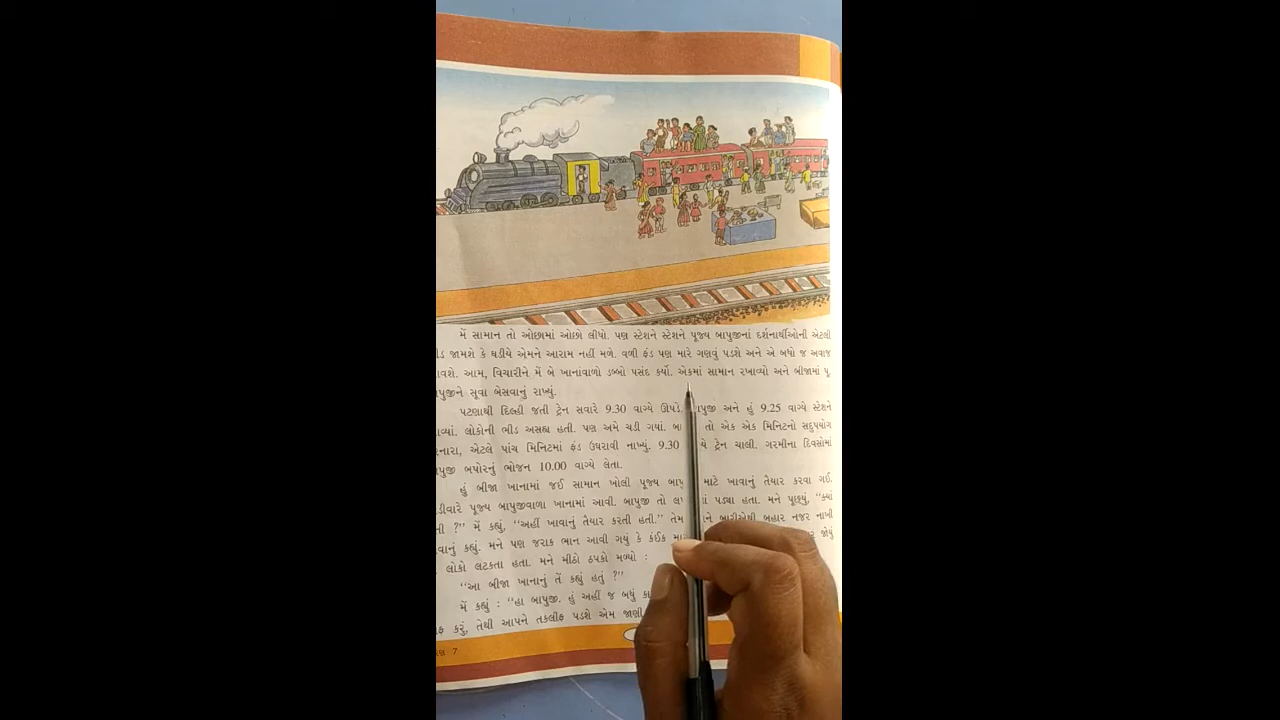 મેં સામાન તો ઓછામાં ઓછો લીધો. પણ સ્ટેશને સ્ટેશને પૂજ્ય બાપુજીનાં દર્શનાર્થીઓની એટલી
જામશે કે ઘડીયે એમને આરામ નહીં મળે. વળી ફંડ પણ મારે ગણવું પડશે અને એ બધો જ અવાજ
આમ, વિચારીને મેં બે ખાનાંવાળો ડબ્બો પસંદ કર્યો. એકમાં સામાન રખાવ્યો અને બીજામાં પૂ.
સૂવા બેસવાનું રાખ્યું.
પટણાથી દિલ્હી જતી ટ્રેન સવારે 9.30 વાગ્યે ઊપડે. અને હું 9.25 વાગ્યે સ્ટેશને
લોકોની ભીડ અસહ્ય હતી. પણ અમે ચડી ગયાં. તો એક એક મિનિટનો સદુપયોગ
એટલે પાંચ મિનિટમાં ફંડ ઉઘરાવી નાખ્યું. 9.30 ટ્રેન ચાલી. ગરમીના દિવસોમાં
બપોરનું ભોજન 10.00 વાગ્યે લેતા.
હું બીજા ખાનામાં જઈ સામાન ખોલી પૂજ્ય માટે ખાવાનું તૈયાર કરવા ગઈ.
પૂજ્ય બાપુજીવાળા ખાનામાં આવી. બાપુજી તો પડ્યા હતા. મને પૂછ્યું, “ક્યાં
?” મેં કહ્યું, “અહીં ખાવાનું તૈયાર કરતી હતી.” બારીએથી બહાર નજર નાખી
કહ્યું. મને પણ જરાક ભાન આવી ગયું કે કંઈક જોયું
લોકો લટકતા હતા. મને મીઠો ઠપકો મળ્યો :
“આ બીજા ખાનાનું તેં કહ્યું હતું ?”
મેં કહ્યું : “હા બાપુજી. હું અહીં જ બધું
કરું, તેથી આપને તકલીફ પડશે એમ જાણી
7